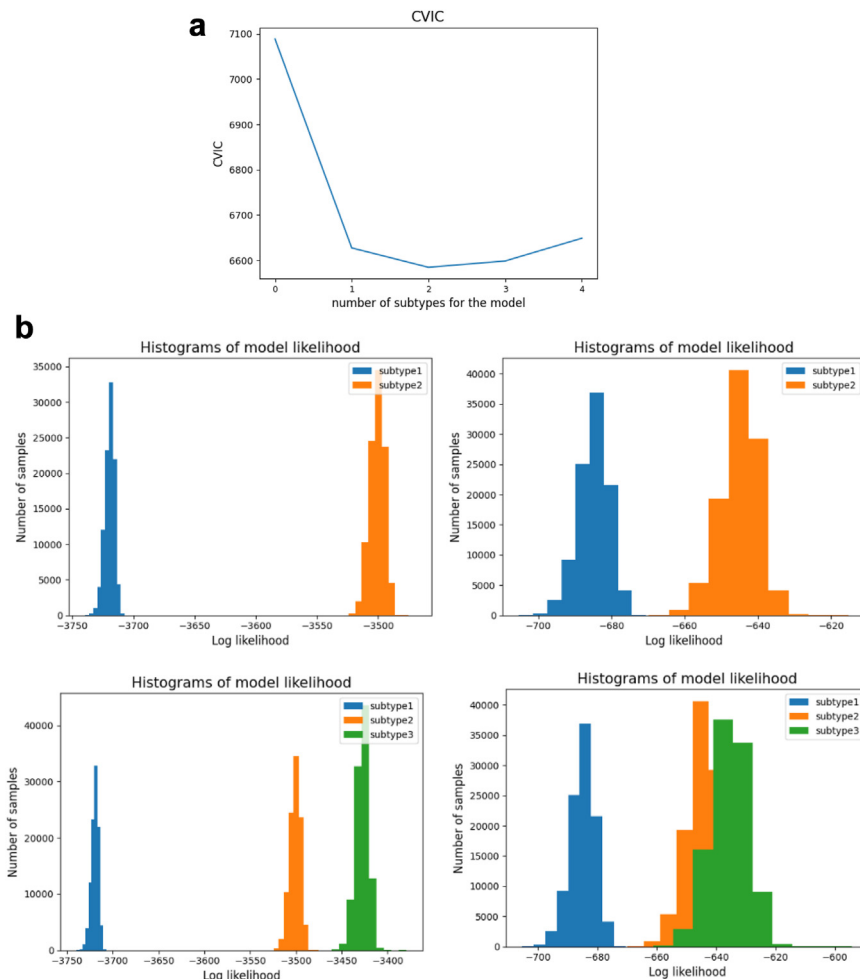 a
CVIC
7100
7000
6900
6800
6700
6600
CVIC
0 1 2 3 4
number of subtypes for the model
b
Histograms of model likelihood
subtype1
subtype2
35000
30000
25000
20000
15000
10000
5000
0
Number of samples
−3750 −3700 −3650 −3600 −3550 −3500
Log likelihood
Histograms of model likelihood
subtype1
subtype2
40000
35000
30000
25000
20000
15000
10000
5000
0
Number of samples
−700 −680 −660 −640 −620
Log likelihood
Histograms of model likelihood
subtype1
subtype2
subtype3
40000
30000
20000
10000
0
Number of samples
−3750 −3700 −3650 −3600 −3550 −3500 −3450 −3400
Log likelihood
Histograms of model likelihood
subtype1
subtype2
subtype3
40000
35000
30000
25000
20000
15000
10000
5000
0
Number of samples
−700 −680 −660 −640 −620 −600
Log likelihood